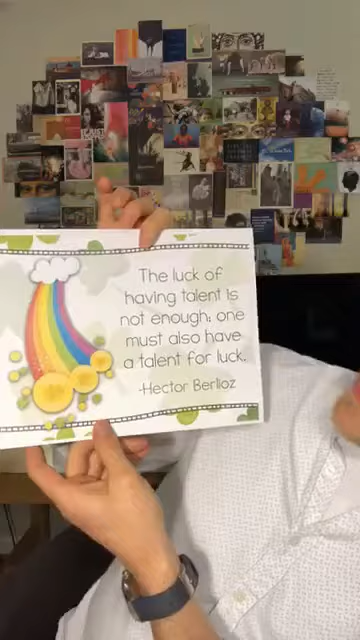 The luck of
having talent is
not enough; one
must also have
a talent for luck.
-Hector Berlioz